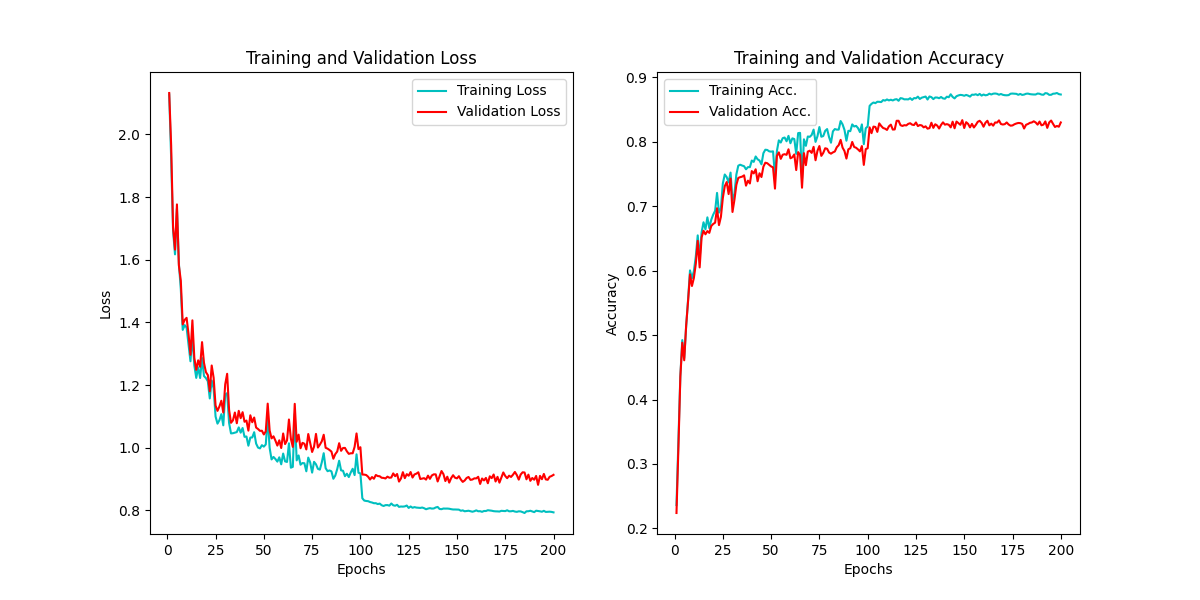 Training and Validation Loss
Training Loss
Validation Loss
2.0
1.8
1.6
1.4
1.2
1.0
0.8
Loss
0 25 50 75 100 125 150 175 200
Epochs
Training and Validation Accuracy
Training Acc.
Validation Acc.
0.9
0.8
0.7
0.6
0.5
0.4
0.3
0.2
Accuracy
0 25 50 75 100 125 150 175 200
Epochs